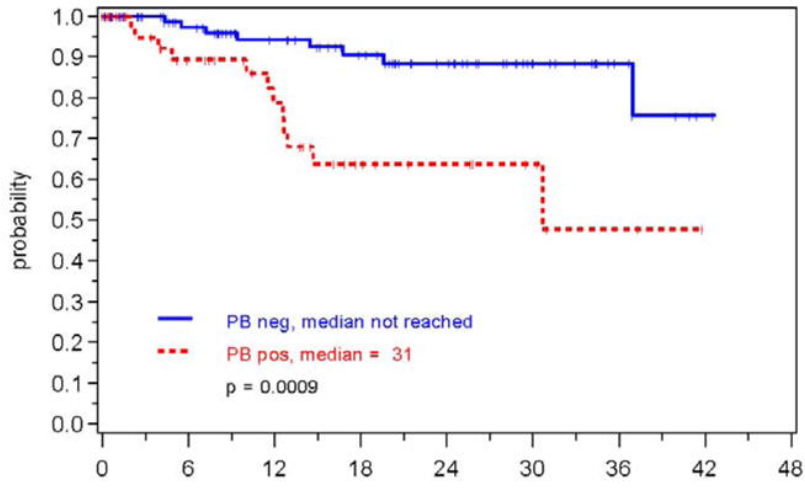 1.0
0.9
0.8
0.7
0.6
0.5
0.4
0.3
0.2
0.1
0.0
probability
PB neg, median not reached
PB pos, median = 31
p = 0.0009
0 6 12 18 24 30 36 42 48